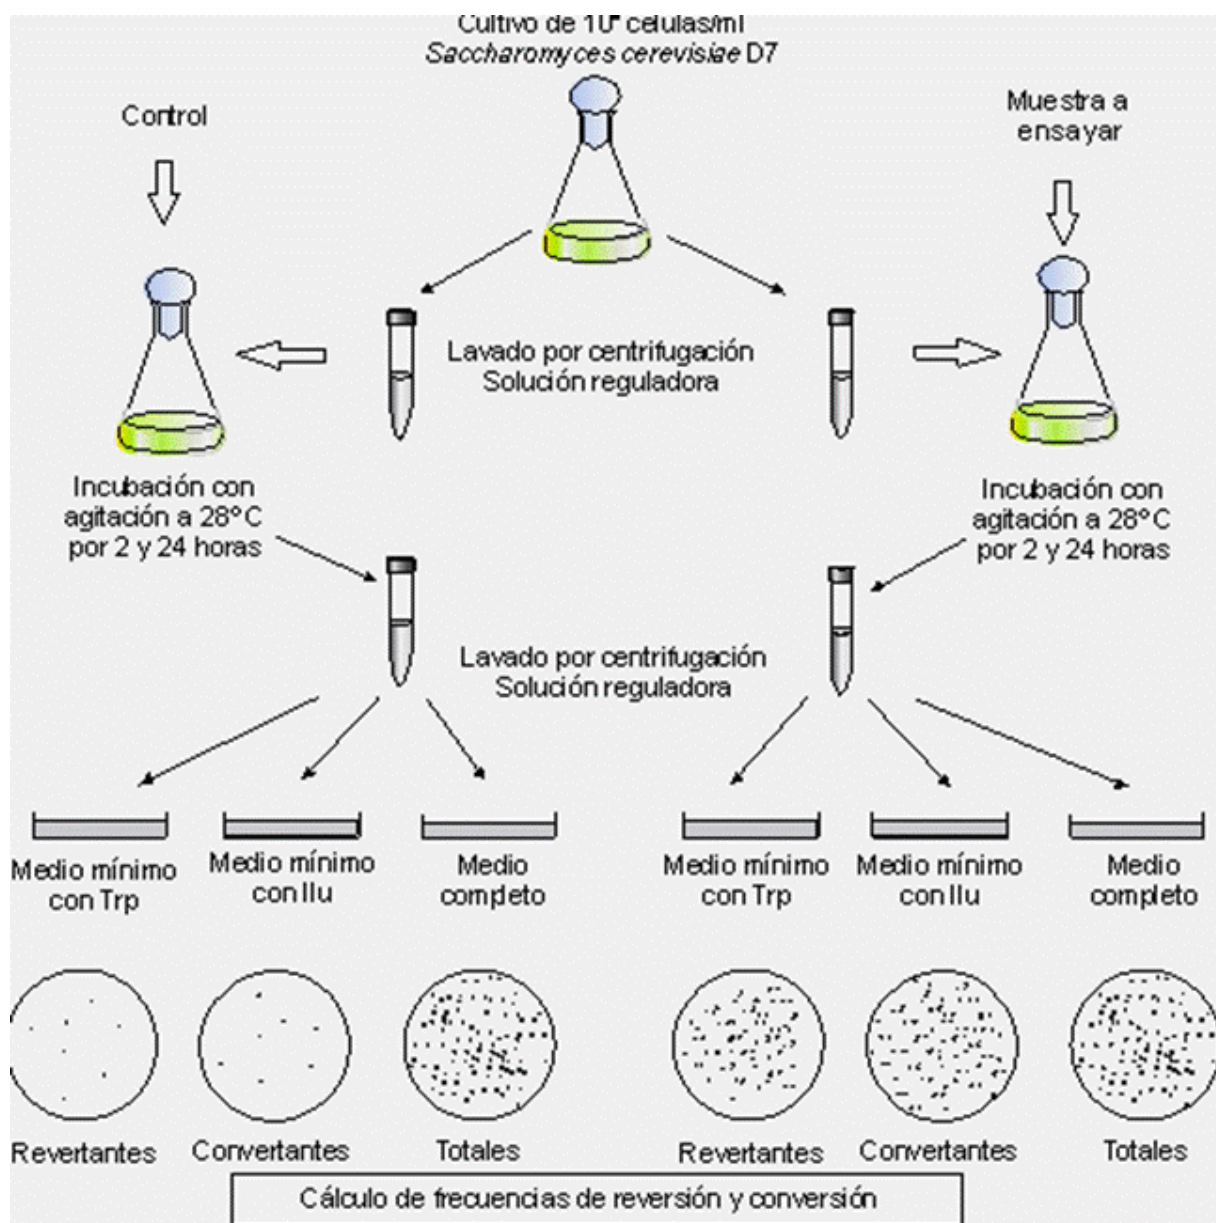 Cultivo de 10⁸ células/ml
Saccharomyces cerevisiae D7
Control
Muestra a
ensayar
Lavado por centrifugación
Solución reguladora
Incubación con
agitación a 28°C
por 2 y 24 horas
Incubación con
agitación a 28°C
por 2 y 24 horas
Lavado por centrifugación
Solución reguladora
Medio mínimo
con Trp
Medio mínimo
con Ilu
Medio
completo
Medio mínimo
con Trp
Medio mínimo
con Ilu
Medio
completo
Revertantes
Convertantes
Totales
Revertantes
Convertantes
Totales
Cálculo de frecuencias de reversión y conversión